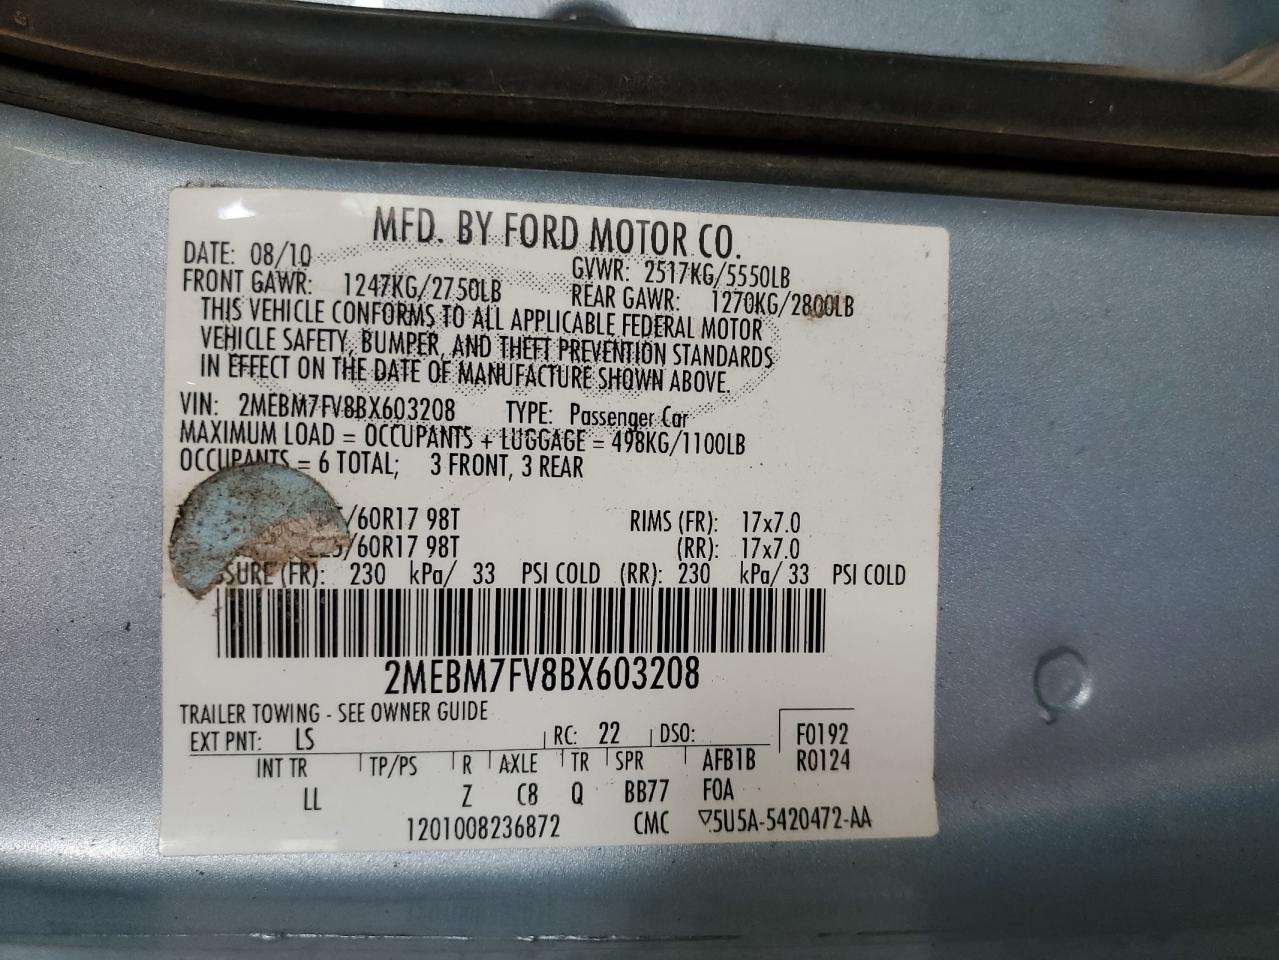 MFD. BY FORD MOTOR CO.
DATE: 08/10 GVWR: 2517KG/5550LB
FRONT GAWR: 1247KG/2750LB REAR GAWR: 1270KG/2800LB
THIS VEHICLE CONFORMS TO ALL APPLICABLE FEDERAL MOTOR
VEHICLE SAFETY, BUMPER, AND THEFT PREVENTION STANDARDS
IN EFFECT ON THE DATE OF MANUFACTURE SHOWN ABOVE.
VIN: 2MEBM7FV8BX603208 TYPE: Passenger Car
MAXIMUM LOAD = OCCUPANTS + LUGGAGE = 498KG/1100LB
OCCUPANTS = 6 TOTAL; 3 FRONT, 3 REAR
/60R17 98T RIMS (FR): 17x7.0
/60R17 98T (RR): 17x7.0
SURE (FR): 230 kPa/ 33 PSI COLD (RR): 230 kPa/ 33 PSI COLD
2MEBM7FV8BX603208
TRAILER TOWING - SEE OWNER GUIDE
EXT PNT: LS RC: 22 DSO: F0192
INT TR TP/PS R AXLE TR SPR AFB1B R0124
LL Z C8 Q BB77 FOA
1201008236872 CMC ▽5U5A-5420472-AA